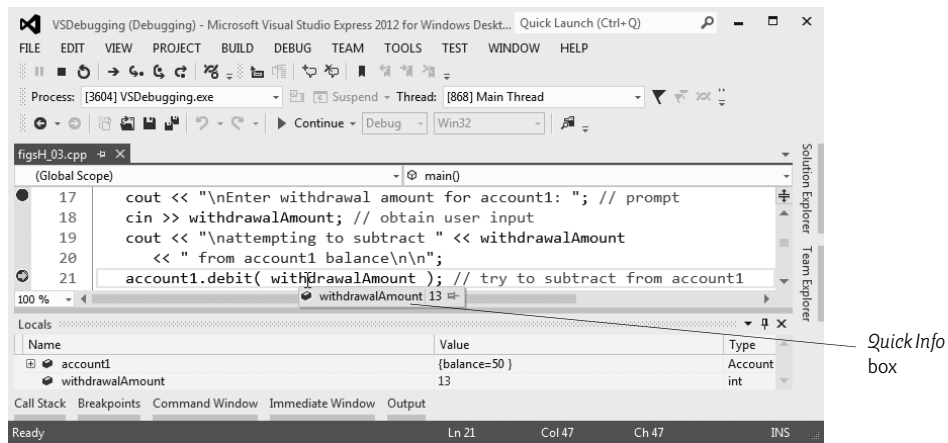 VSDebugging (Debugging) - Microsoft Visual Studio Express 2012 for Windows Deskt... Quick Launch (Ctrl+Q)
FILE EDIT VIEW PROJECT BUILD DEBUG TEAM TOOLS TEST WINDOW HELP
Process: [3604] VSDebugging.exe Suspend Thread: [868] Main Thread
Continue Debug Win32
figsH_03.cpp
(Global Scope) main()
17 cout << "\nEnter withdrawal amount for account1: "; // prompt
18 cin >> withdrawalAmount; // obtain user input
19 cout << "\nattempting to subtract " << withdrawalAmount
20 << " from account1 balance\n\n";
21 account1.debit( withdrawalAmount ); // try to subtract from account1
100 % withdrawalAmount 13
Solution Explorer
Team Explorer
Locals
Name Value Type
account1 {balance=50 } Account
withdrawalAmount 13 int
Call Stack Breakpoints Command Window Immediate Window Output
Ready Ln 21 Col 47 Ch 47 INS
Quick Info
box